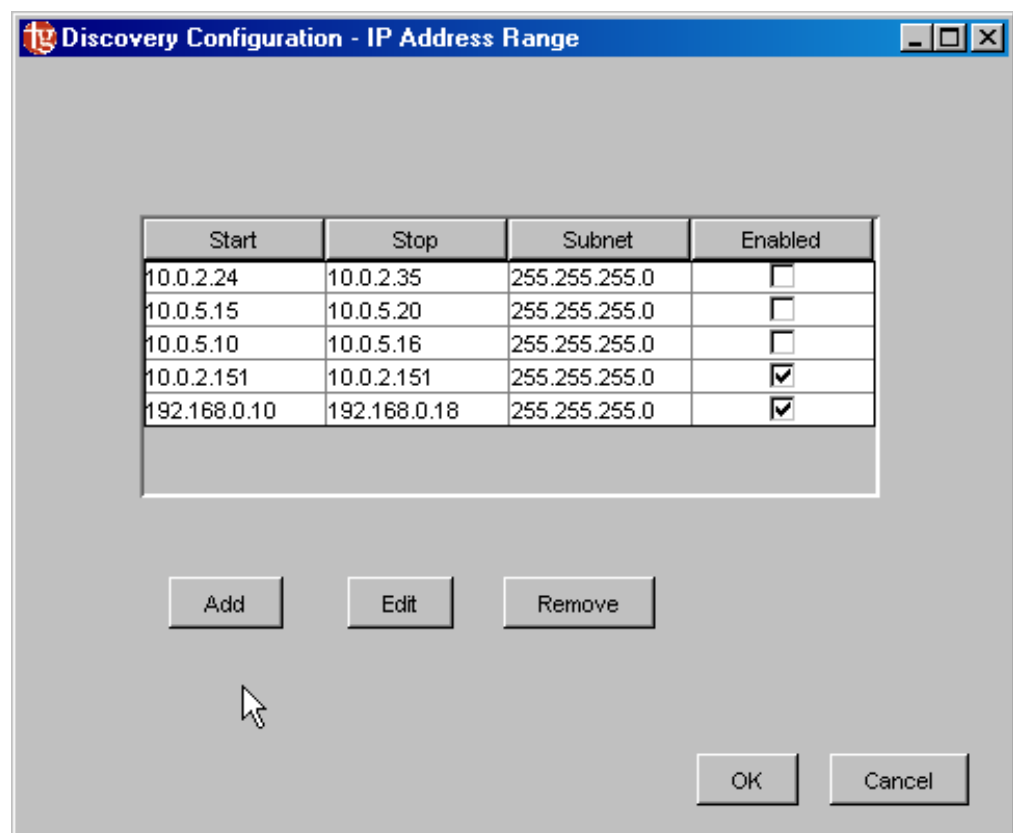 tg Discovery Configuration - IP Address Range
Start Stop Subnet Enabled
10.0.2.24 10.0.2.35 255.255.255.0
10.0.5.15 10.0.5.20 255.255.255.0
10.0.5.10 10.0.5.16 255.255.255.0
10.0.2.151 10.0.2.151 255.255.255.0
192.168.0.10 192.168.0.18 255.255.255.0
Add Edit Remove
OK Cancel